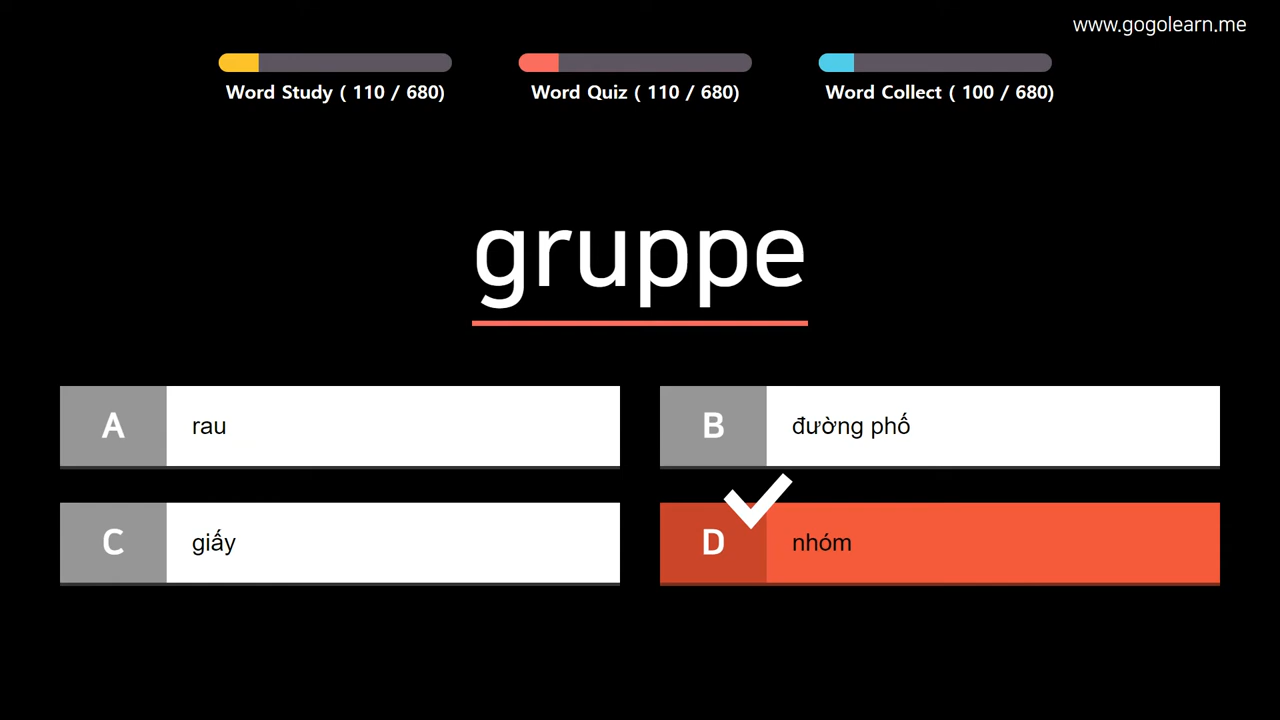 www.gogolearn.me
Word Study ( 110 / 680)
Word Quiz ( 110 / 680)
Word Collect ( 100 / 680)
gruppe
A rau
B đường phố
C giấy
D nhóm